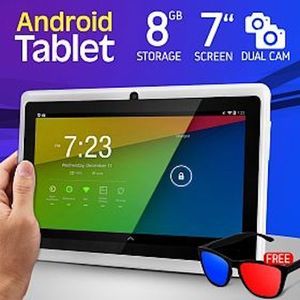 Android
Tablet
8GB
STORAGE
7"
SCREEN
DUAL CAM
7:23
FREE